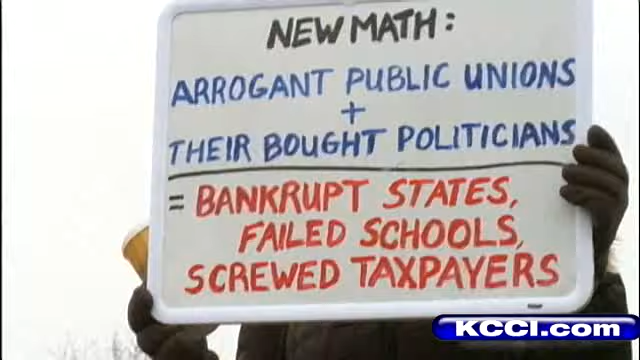 NEW MATH:
ARROGANT PUBLIC UNIONS
+
THEIR BOUGHT POLITICIANS
= BANKRUPT STATES,
FAILED SCHOOLS,
SCREWED TAXPAYERS
KCCI.com